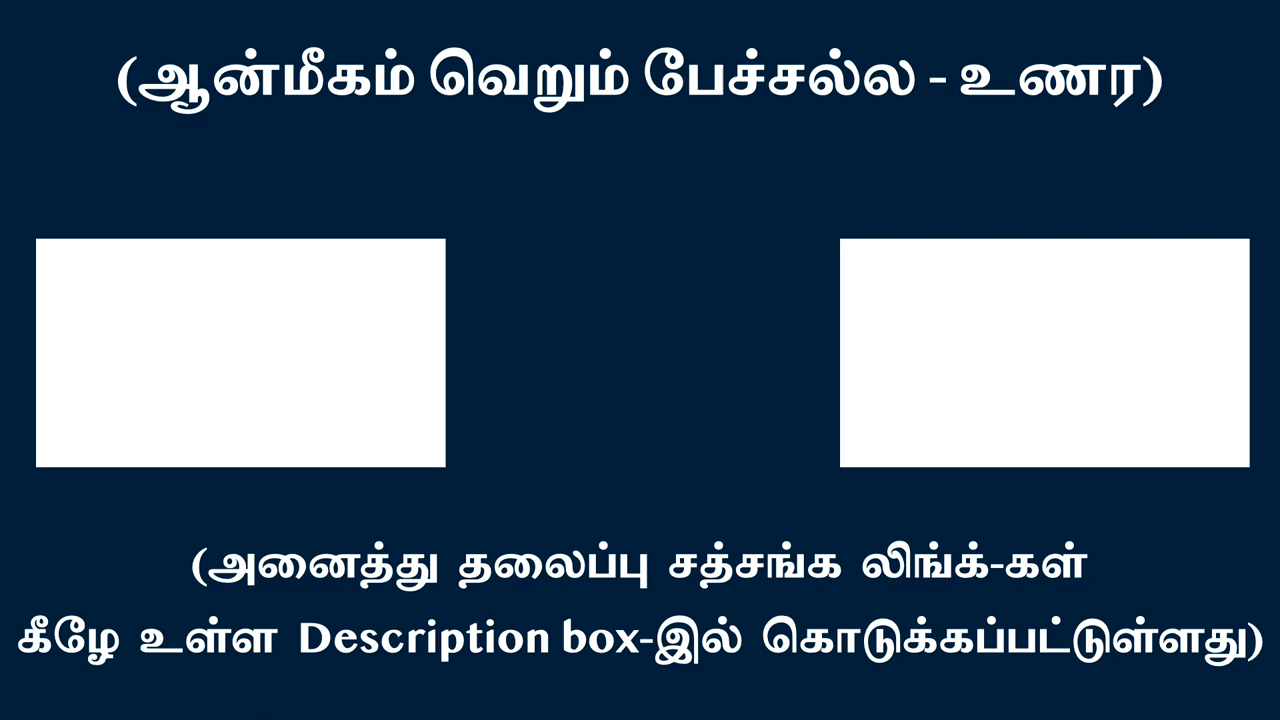 (ஆன்மீகம் வெறும் பேச்சல்ல - உணர)
(அனைத்து தலைப்பு சத்சங்க லிங்க்-கள்
கீழே உள்ள Description box-இல் கொடுக்கப்பட்டுள்ளது)